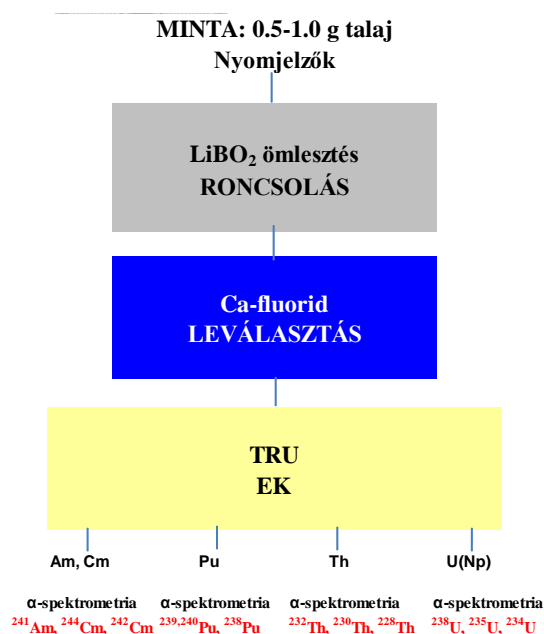 MINTA: 0.5-1.0 g talaj
Nyomjelzők
LiBO₂ ömlesztés
RONCSOLÁS
Ca-fluorid
LEVÁLASZTÁS
TRU
EK
Am, Cm Pu Th U(Np)
α-spektrometria α-spektrometria α-spektrometria α-spektrometria
²⁴¹Am, ²⁴⁴Cm, ²⁴²Cm ²³⁹,²⁴⁰Pu, ²³⁸Pu ²³²Th, ²³⁰Th, ²²⁸Th ²³⁸U, ²³⁵U, ²³⁴U